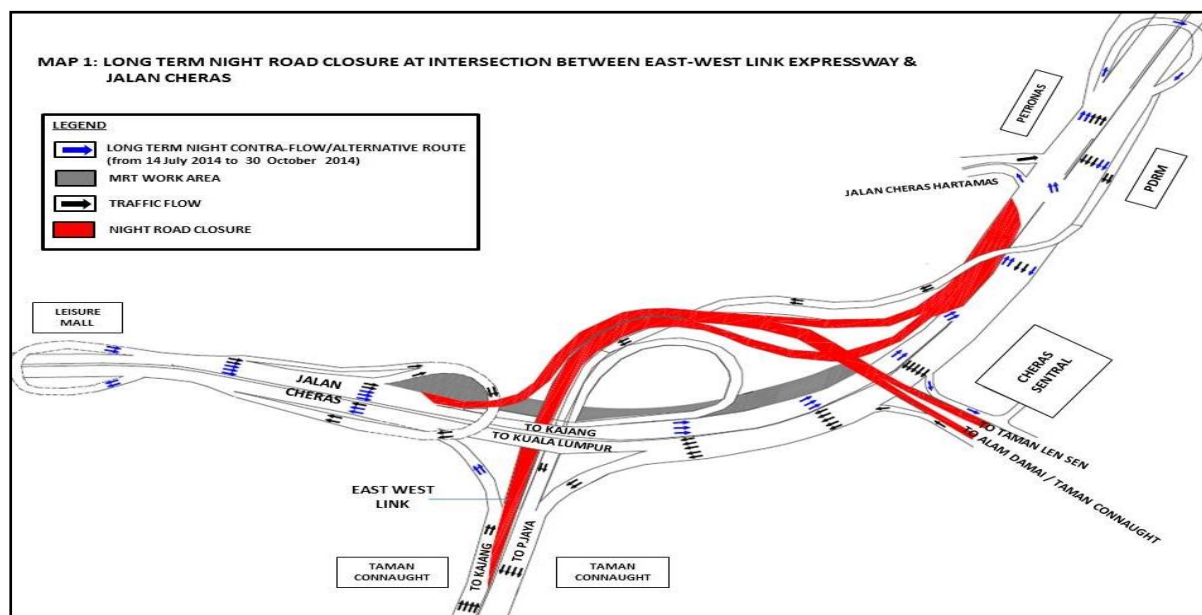 MAP 1: LONG TERM NIGHT ROAD CLOSURE AT INTERSECTION BETWEEN EAST-WEST LINK EXPRESSWAY &
JALAN CHERAS
LEGEND
LONG TERM NIGHT CONTRA-FLOW/ALTERNATIVE ROUTE
(from 14 July 2014 to 30 October 2014)
MRT WORK AREA
TRAFFIC FLOW
NIGHT ROAD CLOSURE
PETRONAS
PDRM
JALAN CHERAS HARTAMAS
LEISURE
MALL
JALAN
CHERAS
CHERAS
SENTRAL
TO KAJANG
TO KUALA LUMPUR
TO TAMAN LEN SEN
TO ALAM DAMAI / TAMAN CONNAUGHT
EAST WEST
LINK
TO KAJANG
TO PJAYA
TAMAN
CONNAUGHT
TAMAN
CONNAUGHT